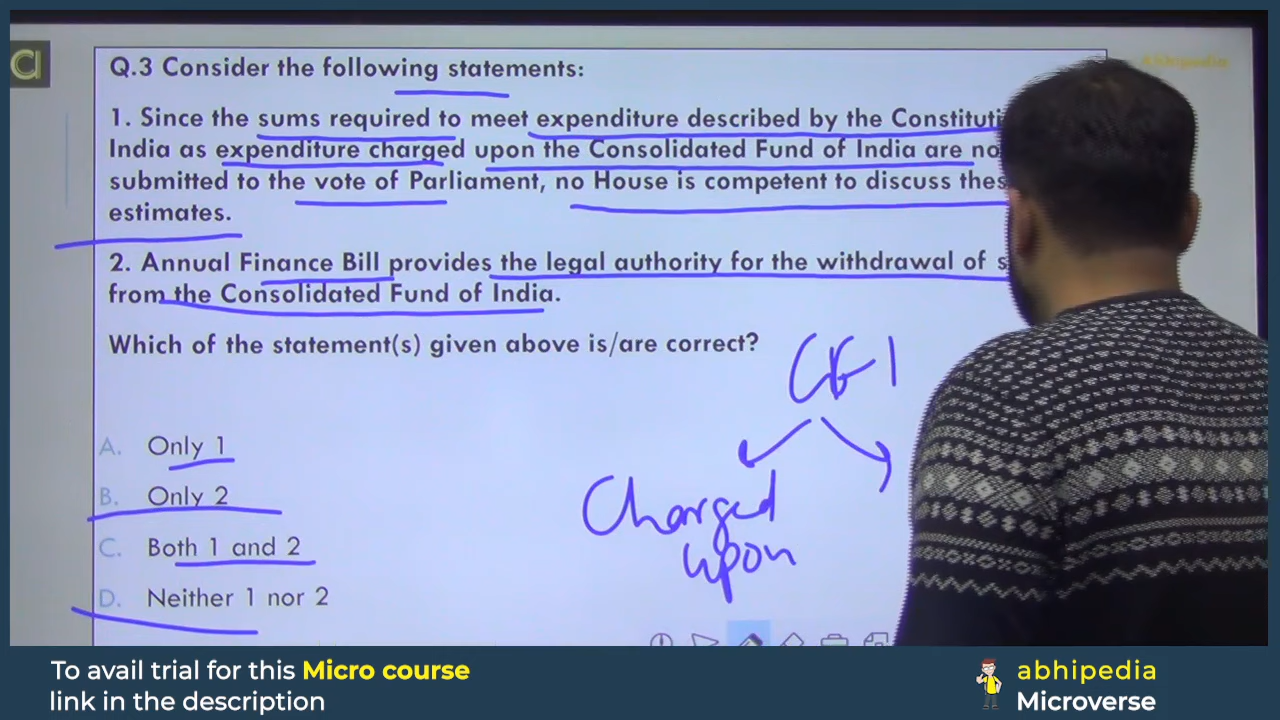 Q.3 Consider the following statements:
1. Since the sums required to meet expenditure described by the
India as expenditure charged upon the Consolidated Fund of India are
submitted to the vote of Parliament, no House is competent to discuss
estimates.
2. Annual Finance Bill provides the legal authority for the withdrawal of
from the Consolidated Fund of India.
Which of the statement(s) given above is/are correct?
A. Only 1
B. Only 2
C. Both 1 and 2
D. Neither 1 nor 2
CFI
Charged
upon
To avail trial for this Micro course
link in the description
abhipedia
Microverse